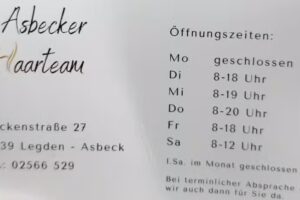 Asbecker
Haarteam
ckenstraße 27
39 Legden - Asbeck
.: 02566 529
Öffnungszeiten:
Mo geschlossen
Di 8-18 Uhr
Mi 8-19 Uhr
Do 8-20 Uhr
Fr 8-18 Uhr
Sa 8-12 Uhr
1.Sa. im Monat geschlossen
Bei terminlicher Absprache
wir auch dann für Sie da.